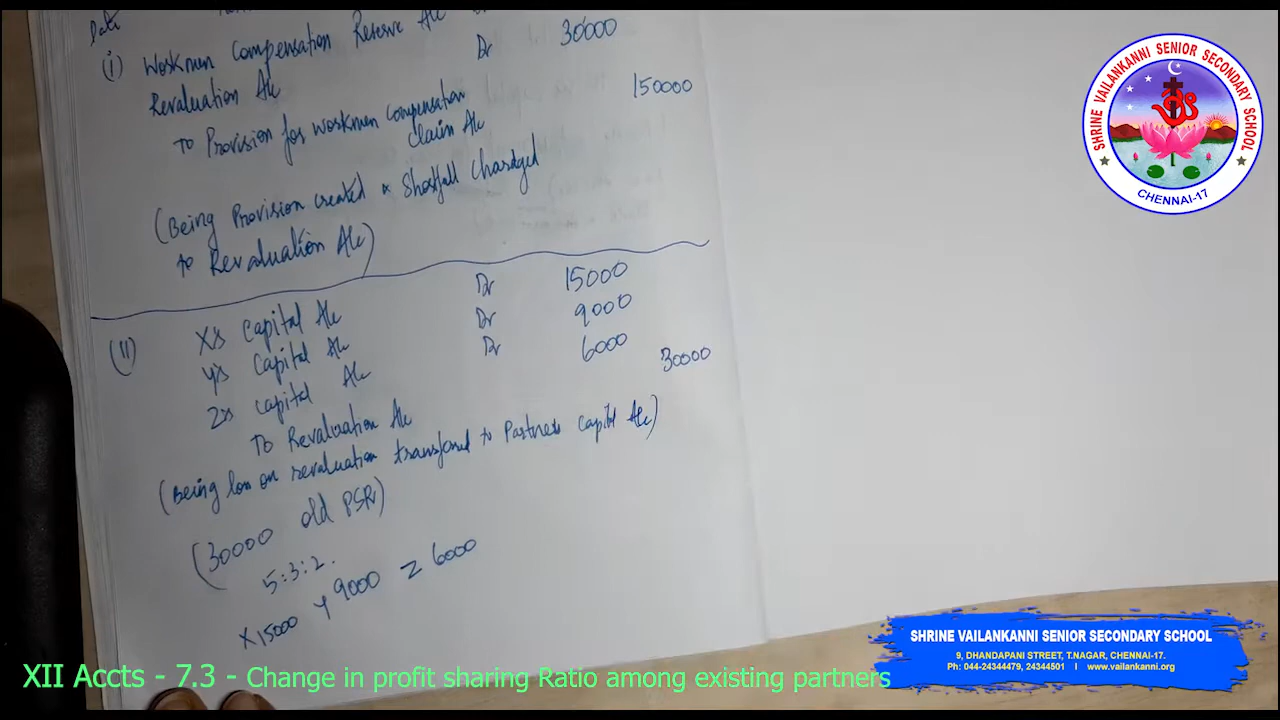 Date
(i) Workmen Compensation Reserve A/c
Revaluation A/c Dr 30000
To Provision for workmen compensation claim A/c 150000
(Being Provision created & Shortfall Chardged
to Revaluation A/c)
(II) X's Capital A/c Dr 15000
Y's Capital A/c Dr 9000
Z's Capital A/c Dr 6000
To Revaluation A/c 30000
(Being loss on revaluation transferred to Partners capital A/c)
(30000 old PSR)
5:3:2.
X 15000 Y 9000 Z 6000
SHRINE VAILANKANNI SENIOR SECONDARY SCHOOL
CHENNAI-17
SHRINE VAILANKANNI SENIOR SECONDARY SCHOOL
9, DHANDAPANI STREET, T.NAGAR, CHENNAI-17.
Ph: 044-24344479, 24344501 I www.vailankanni.org
XII Accts - 7.3 - Change in profit sharing Ratio among existing partners